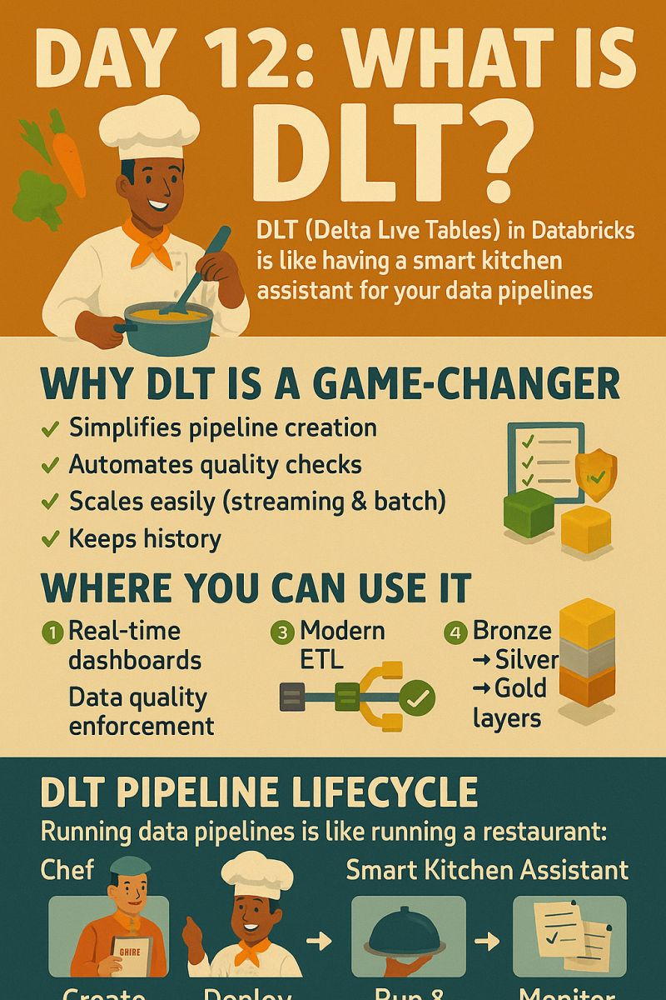 DAY 12: WHAT IS
DLT?
DLT (Delta Live Tables) in Databricks
is like having a smart kitchen
assistant for your data pipelines
WHY DLT IS A GAME-CHANGER
✓ Simplifies pipeline creation
✓ Automates quality checks
✓ Scales easily (streaming & batch)
✓ Keeps history
WHERE YOU CAN USE IT
1 Real-time
dashboards
Data quality
enforcement
3 Modern
ETL
4 Bronze
→ Silver
→ Gold
layers
DLT PIPELINE LIFECYCLE
Running data pipelines is like running a restaurant:
Chef
Smart Kitchen Assistant
GHIRE
Create
Deploy
Run &
Monitor